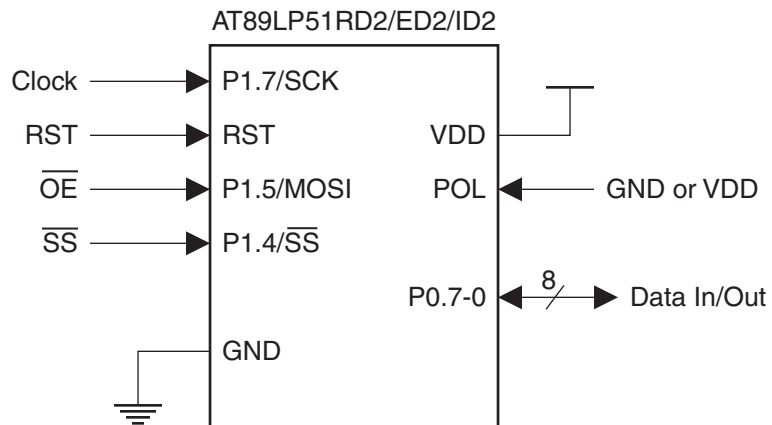 AT89LP51RD2/ED2/ID2
Clock
P1.7/SCK
RST
RST
VDD
OE
P1.5/MOSI
POL
GND or VDD
SS
P1.4/SS
P0.7-0
8
Data In/Out
GND